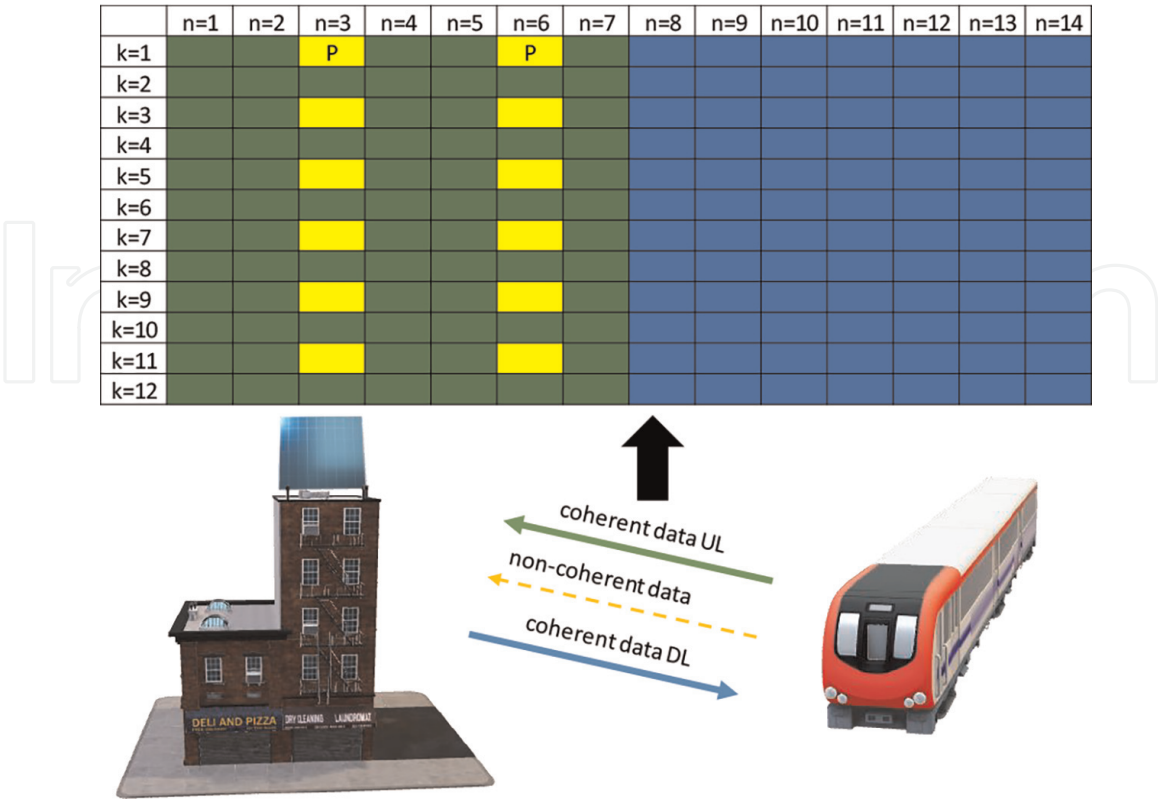 n=1 n=2 n=3 n=4 n=5 n=6 n=7 n=8 n=9 n=10 n=11 n=12 n=13 n=14
k=1 P P
k=2
k=3
k=4
k=5
k=6
k=7
k=8
k=9
k=10
k=11
k=12
coherent data UL
non-coherent data
coherent data DL
DELI AND PIZZA
DRY CLEANING LAUNDROMAT